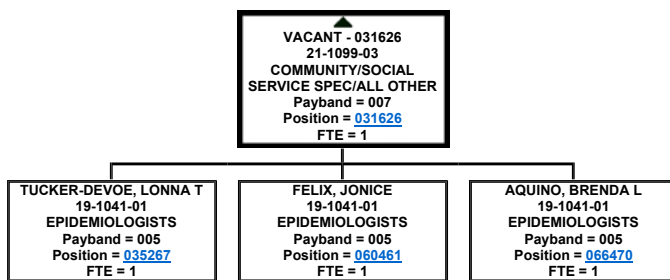 VACANT - 031626
21-1099-03
COMMUNITY/SOCIAL
SERVICE SPEC/ALL OTHER
Payband = 007
Position = 031626
FTE = 1
TUCKER-DEVOE, LONNA T
19-1041-01
EPIDEMIOLOGISTS
Payband = 005
Position = 035267
FTE = 1
FELIX, JONICE
19-1041-01
EPIDEMIOLOGISTS
Payband = 005
Position = 060461
FTE = 1
AQUINO, BRENDA L
19-1041-01
EPIDEMIOLOGISTS
Payband = 005
Position = 066470
FTE = 1